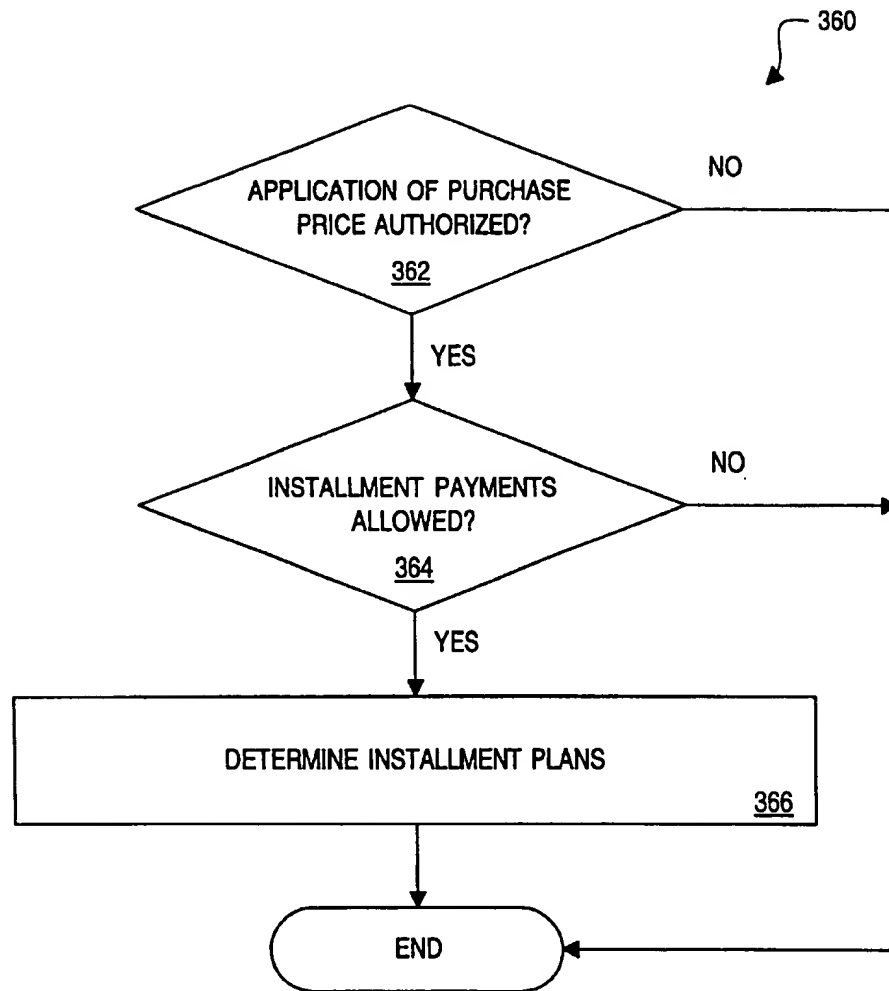 360
APPLICATION OF PURCHASE
PRICE AUTHORIZED?
362
NO
YES
INSTALLMENT PAYMENTS
ALLOWED?
364
NO
YES
DETERMINE INSTALLMENT PLANS
366
END